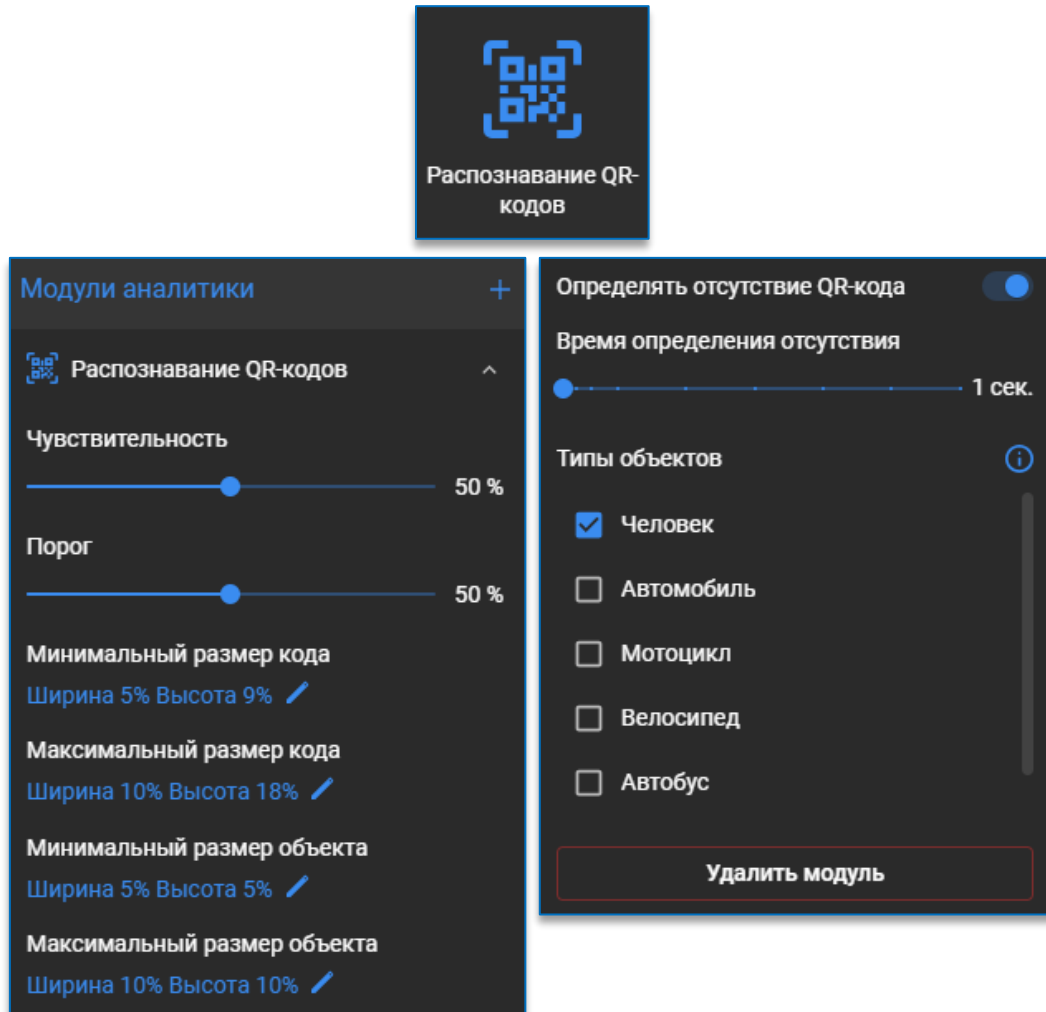 Распознавание QR-
кодов
Модули аналитики
Распознавание QR-кодов
Чувствительность
50 %
Порог
50 %
Минимальный размер кода
Ширина 5% Высота 9%
Максимальный размер кода
Ширина 10% Высота 18%
Минимальный размер объекта
Ширина 5% Высота 5%
Максимальный размер объекта
Ширина 10% Высота 10%
Определять отсутствие QR-кода
Время определения отсутствия
1 сек.
Типы объектов
Человек
Автомобиль
Мотоцикл
Велосипед
Автобус
Удалить модуль